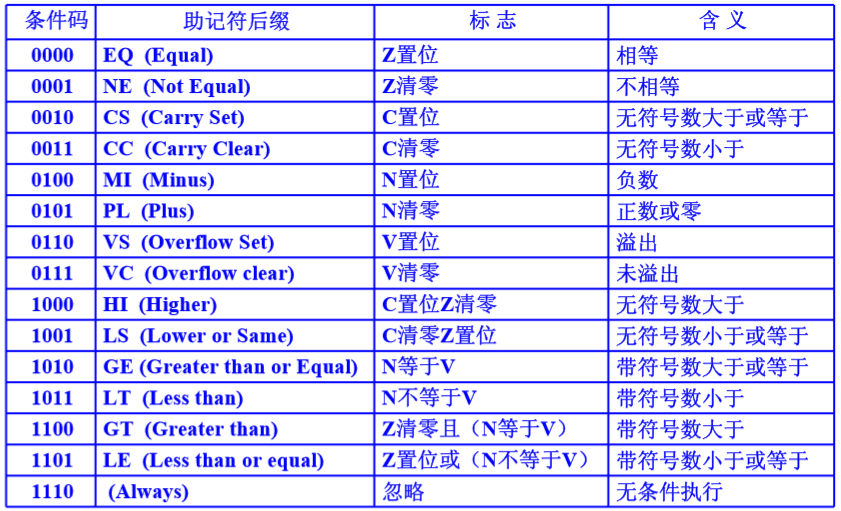 条件码 助记符后缀 标 志 含 义
0000 EQ (Equal) Z置位 相等
0001 NE (Not Equal) Z清零 不相等
0010 CS (Carry Set) C置位 无符号数大于或等于
0011 CC (Carry Clear) C清零 无符号数小于
0100 MI (Minus) N置位 负数
0101 PL (Plus) N清零 正数或零
0110 VS (Overflow Set) V置位 溢出
0111 VC (Overflow clear) V清零 未溢出
1000 HI (Higher) C置位Z清零 无符号数大于
1001 LS (Lower or Same) C清零Z置位 无符号数小于或等于
1010 GE (Greater than or Equal) N等于V 带符号数大于或等于
1011 LT (Less than) N不等于V 带符号数小于
1100 GT (Greater than) Z清零且（N等于V） 带符号数大于
1101 LE (Less than or equal) Z置位或（N不等于V） 带符号数小于或等于
1110 (Always) 忽略 无条件执行